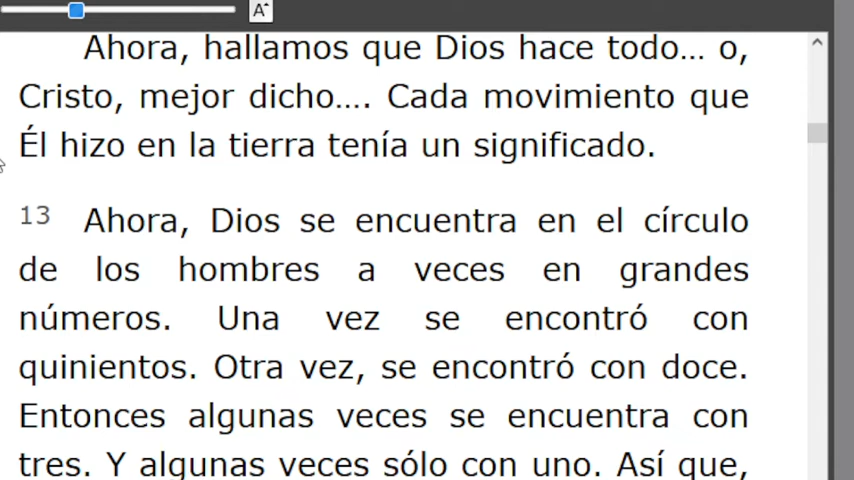 A
Ahora, hallamos que Dios hace todo… o,
Cristo, mejor dicho…. Cada movimiento que
Él hizo en la tierra tenía un significado.
13 Ahora, Dios se encuentra en el círculo
de los hombres a veces en grandes
números. Una vez se encontró con
quinientos. Otra vez, se encontró con doce.
Entonces algunas veces se encuentra con
tres. Y algunas veces sólo con uno. Así que,